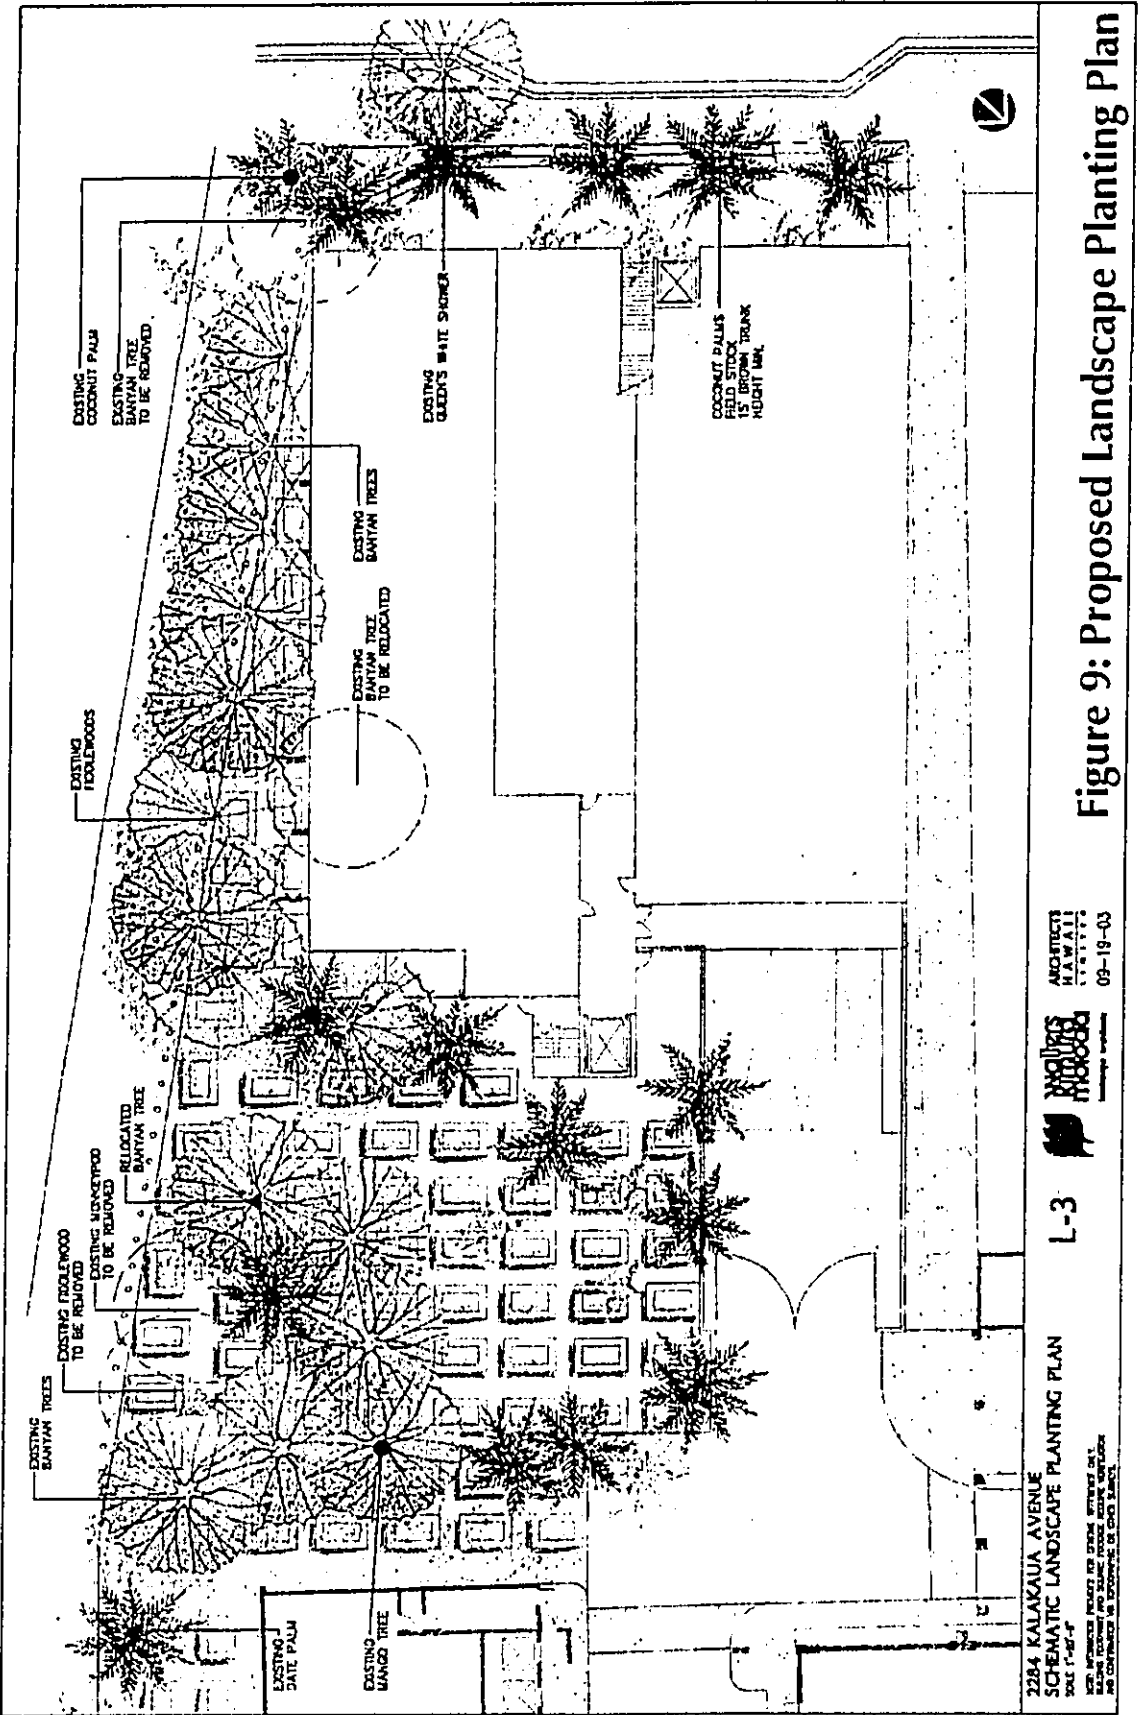 EXISTING
BANYAN TREES
EXISTING FIDDLEWOOD
TO BE REMOVED
EXISTING MONKEYPOD
TO BE REMOVED
RELOCATED
BANYAN TREE
EXISTING
FIDDLEWOODS
EXISTING
COCONUT PALM
EXISTING
BANYAN TREE
TO BE REMOVED
EXISTING
BANYAN TREE
TO BE RELOCATED
EXISTING
BANYAN TREES
EXISTING
QUEEN'S WHITE SHOWER
COCONUT PALMS
FIELD STOCK
15' BROWN TRUNK
HEIGHT MIN.
EXISTING
DATE PALM
EXISTING
MANGO TREE
2284 KALAKAUA AVENUE
SCHEMATIC LANDSCAPE PLANTING PLAN
L-3
ARCHITECTS
HAWAII
LIMITED
09-19-03
Figure 9: Proposed Landscape Planting Plan